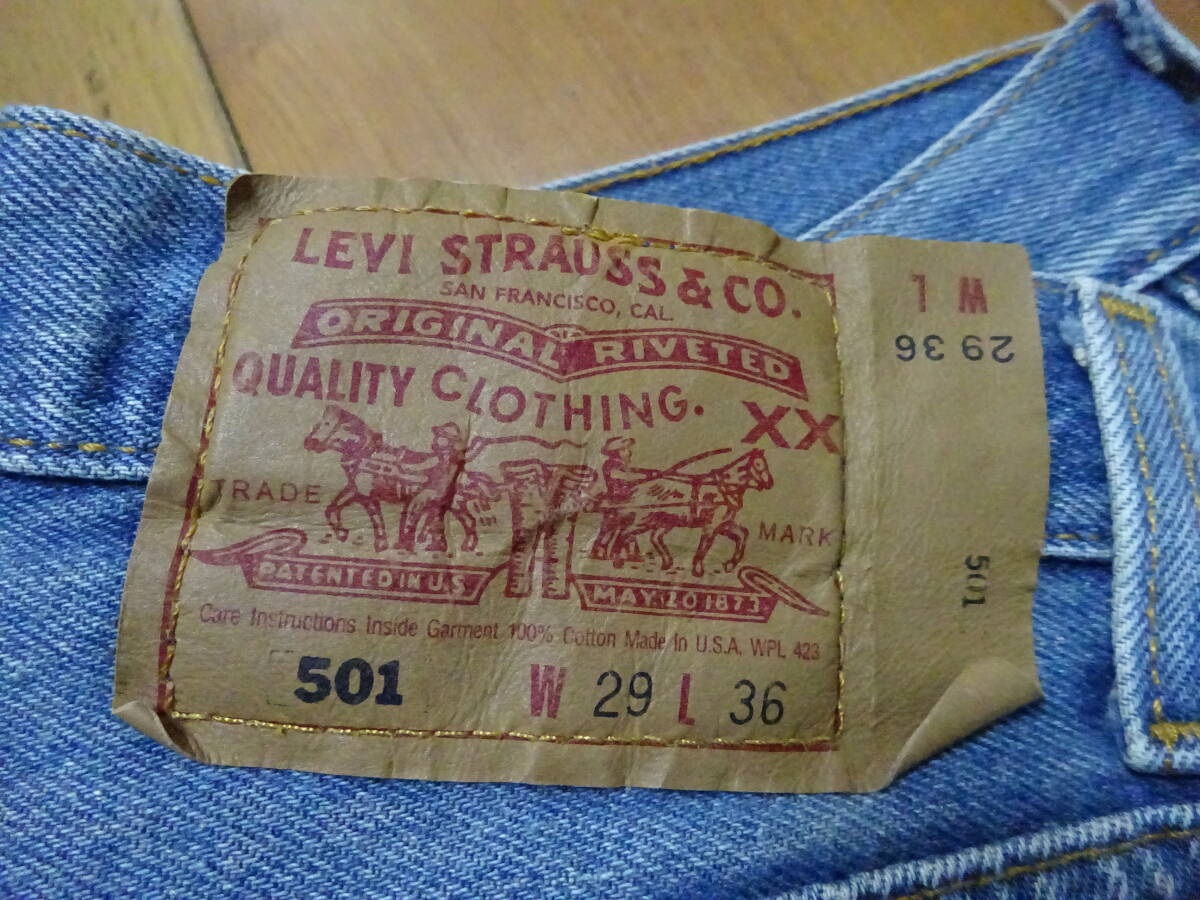 LEVI STRAUSS & CO.
SAN FRANCISCO, CAL.
ORIGINAL RIVETED
QUALITY CLOTHING.
XX
TRADE MARK
PATENTED IN U.S. MAY 20 1873
Care Instructions Inside Garment 100% Cotton Made In U.S.A. WPL 423
501 W 29 L 36
W L
29 36
501